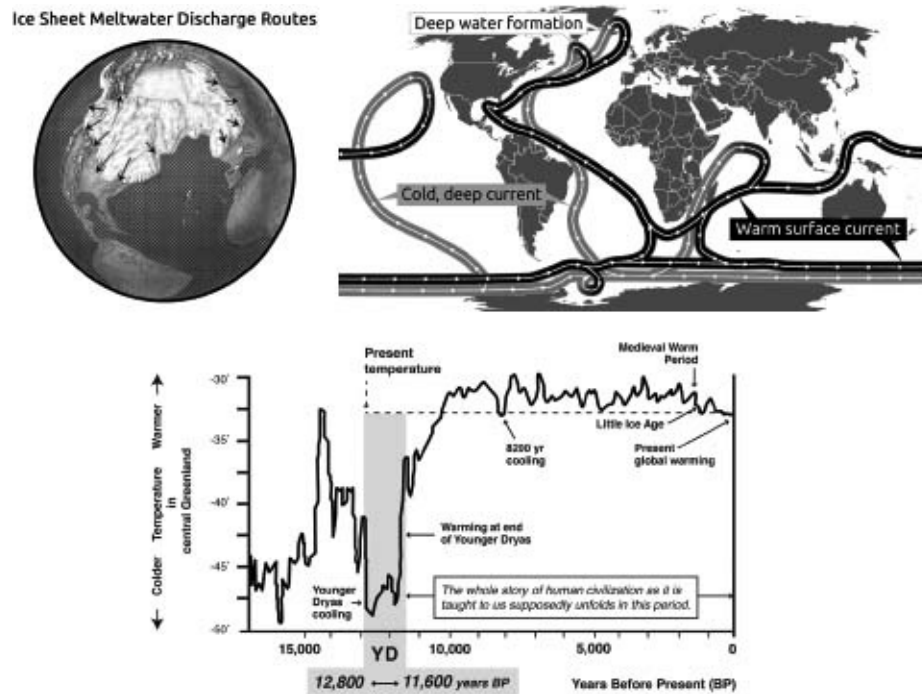 Ice Sheet Meltwater Discharge Routes
Deep water formation
Cold, deep current
Warm surface current
Present
temperature
Medieval Warm
Period
-30°
-35°
-40°
-45°
-50°
Colder Temperature Warmer
in
central Greenland
8200 yr
cooling
Little Ice Age
Present
global warming
Warming at end
of Younger Dryas
Younger
Dryas
cooling
The whole story of human civilization as it is
taught to us supposedly unfolds in this period.
15,000
YD
10,000
5,000
0
12,800 ⟷ 11,600 years BP
Years Before Present (BP)